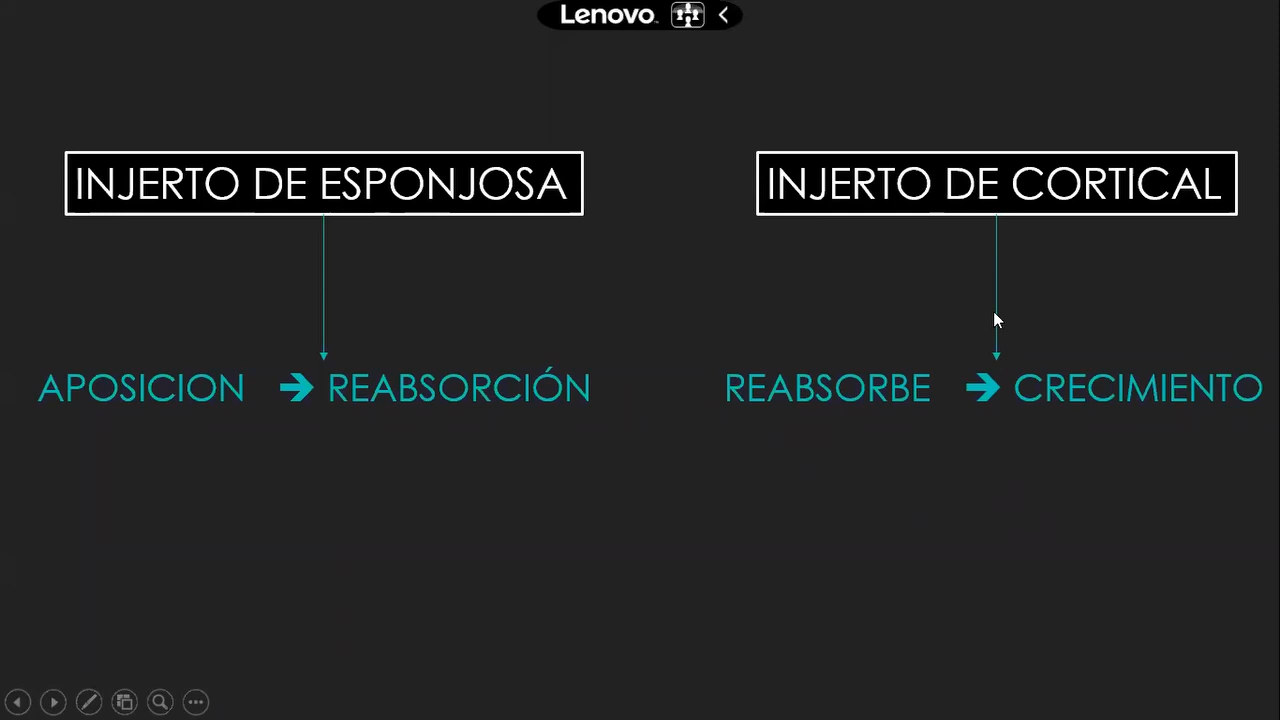 Lenovo
INJERTO DE ESPONJOSA
INJERTO DE CORTICAL
APOSICION ➔ REABSORCIÓN
REABSORBE ➔ CRECIMIENTO